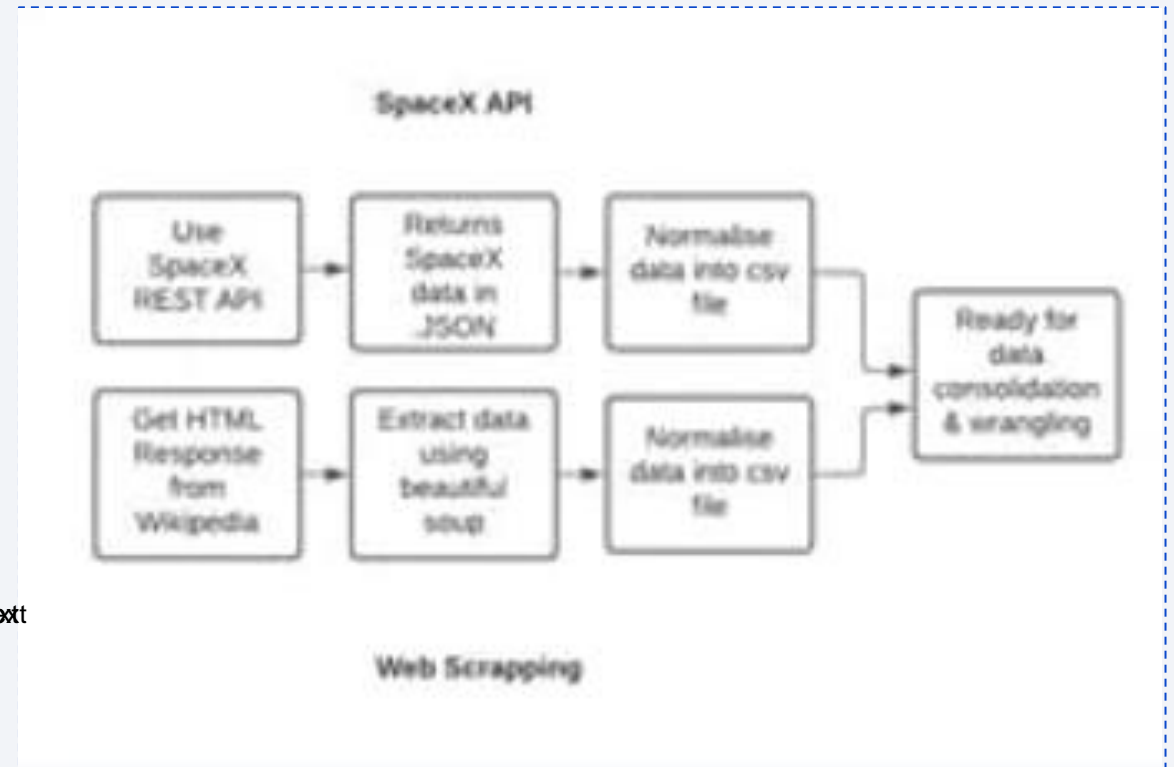 SpaceX API
Use
SpaceX
REST API
Returns
SpaceX
data in
.JSON
Normalise
data into csv
file
Ready for
data
consolidation
& wrangling
Get HTML
Response
from
Wikipedia
Extract data
using
beautiful
soup
Normalise
data into csv
file
Web Scrapping